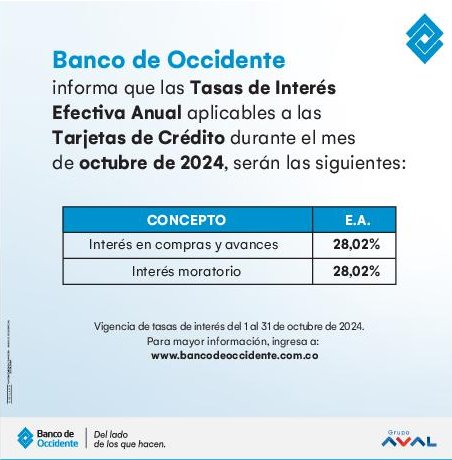 Banco de Occidente
informa que las Tasas de Interés
Efectiva Anual aplicables a las
Tarjetas de Crédito durante el mes
de octubre de 2024, serán las siguientes:
CONCEPTO E.A.
Interés en compras y avances 28,02%
Interés moratorio 28,02%
Vigencia de tasas de interés del 1 al 31 de octubre de 2024.
Para mayor información, ingresa a:
www.bancodeoccidente.com.co
Banco de
Occidente
Del lado
de los que hacen.
Grupo
AVAL